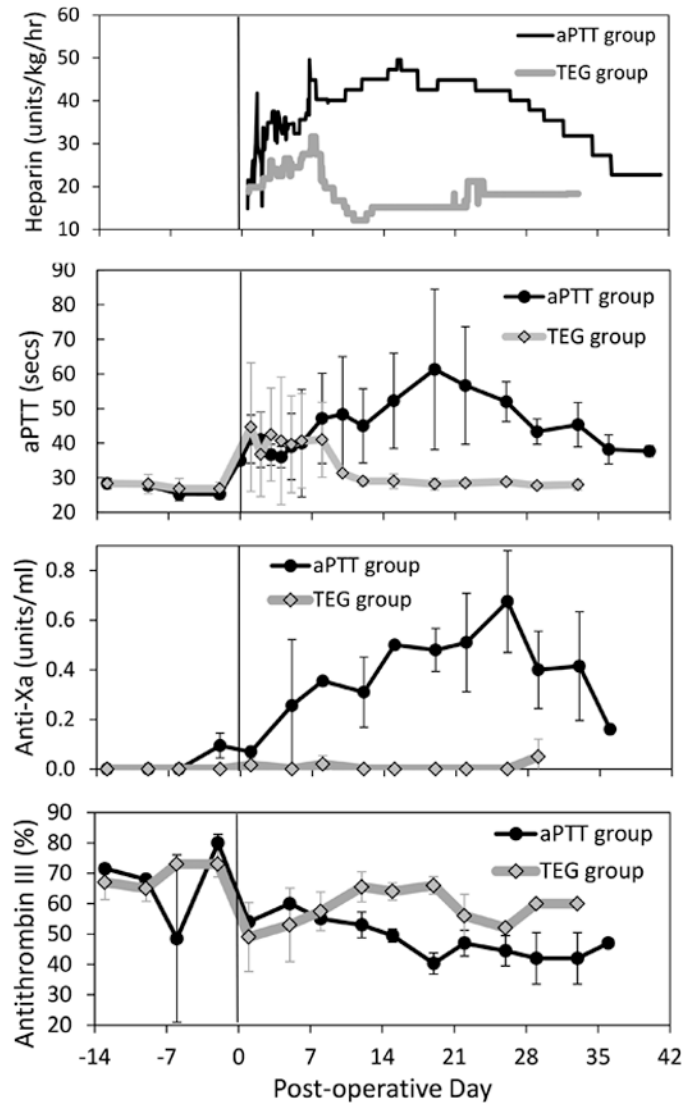 Heparin (units/kg/hr)
60
50
40
30
20
10
aPTT group
TEG group
aPTT (secs)
90
80
70
60
50
40
30
20
aPTT group
TEG group
Anti-Xa (units/ml)
0.8
0.6
0.4
0.2
0.0
aPTT group
TEG group
Antithrombin III (%)
90
80
70
60
50
40
30
20
aPTT group
TEG group
-14 -7 0 7 14 21 28 35 42
Post-operative Day